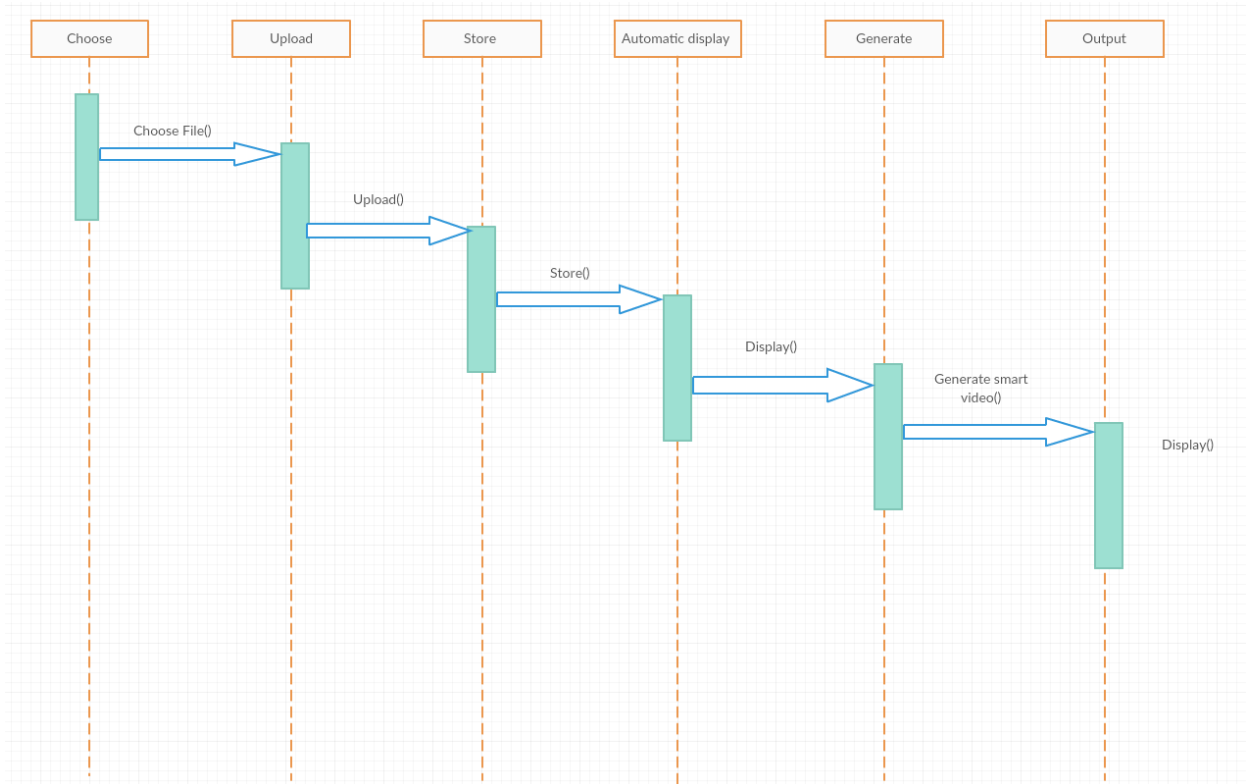 Choose
Upload
Store
Automatic display
Generate
Output
Choose File()
Upload()
Store()
Display()
Generate smart
video()
Display()